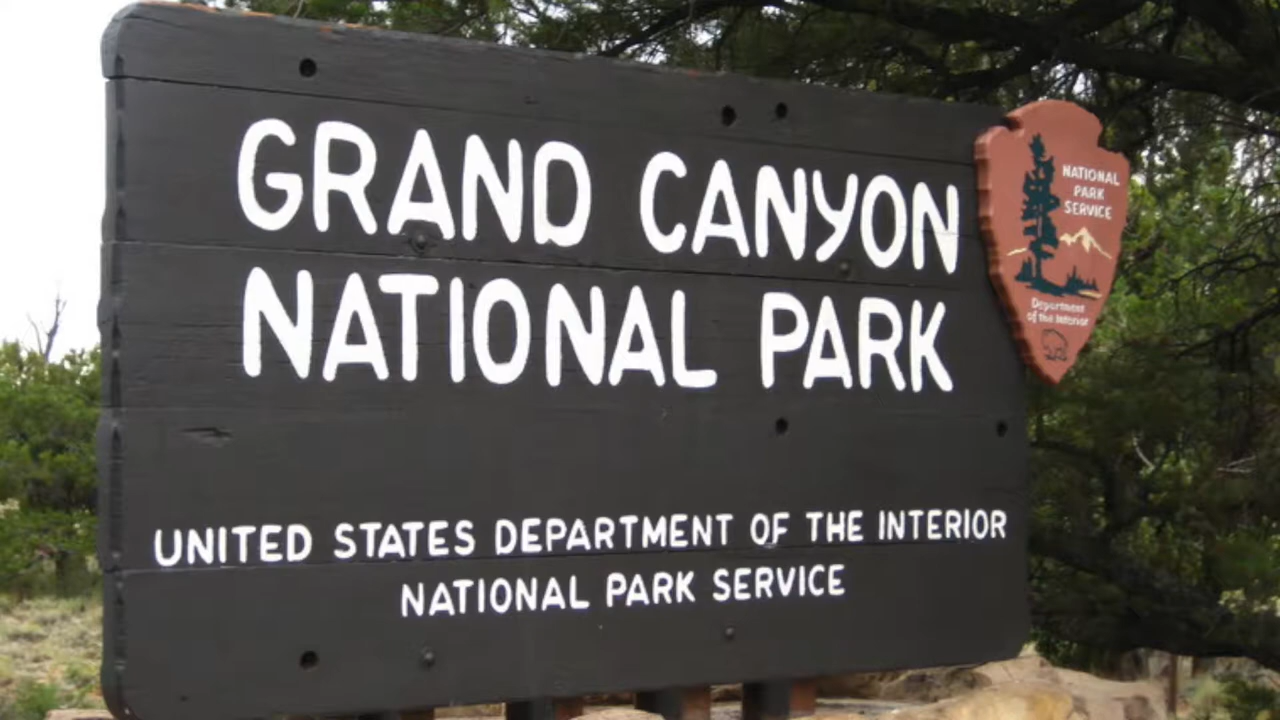 GRAND CANYON
NATIONAL PARK
UNITED STATES DEPARTMENT OF THE INTERIOR
NATIONAL PARK SERVICE
NATIONAL
PARK
SERVICE
Department
of the Interior